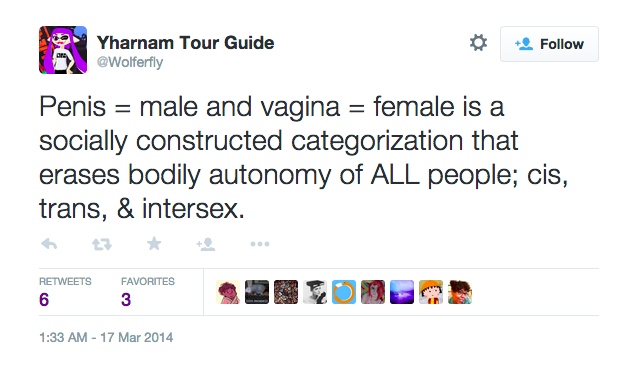 Yharnam Tour Guide
@Wolferfly
Follow
Penis = male and vagina = female is a
socially constructed categorization that
erases bodily autonomy of ALL people; cis,
trans, & intersex.
RETWEETS FAVORITES
6 3
1:33 AM - 17 Mar 2014